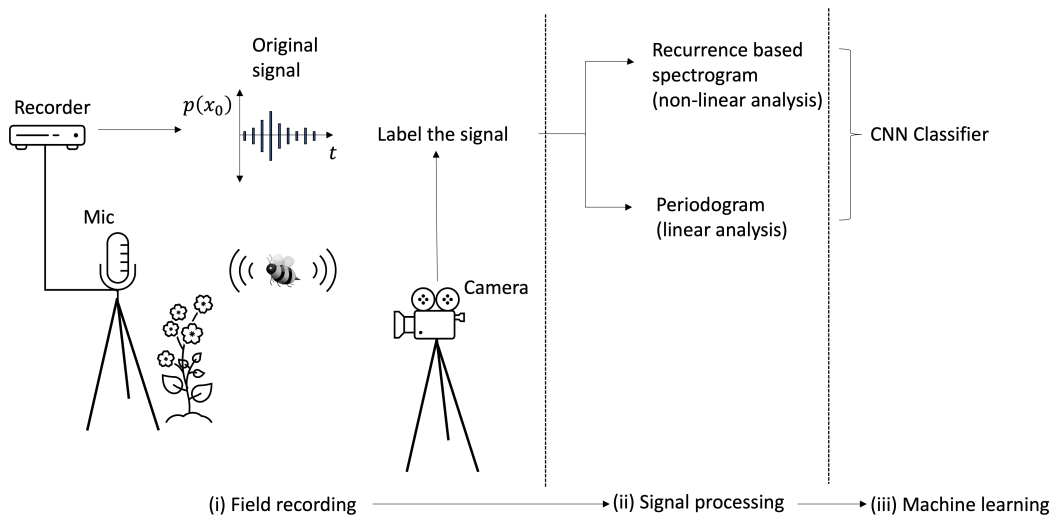 Original
signal
Recorder
p(x₀)
t
Label the signal
Mic
Camera
Recurrence based
spectrogram
(non-linear analysis)
Periodogram
(linear analysis)
CNN Classifier
(i) Field recording
(ii) Signal processing
(iii) Machine learning